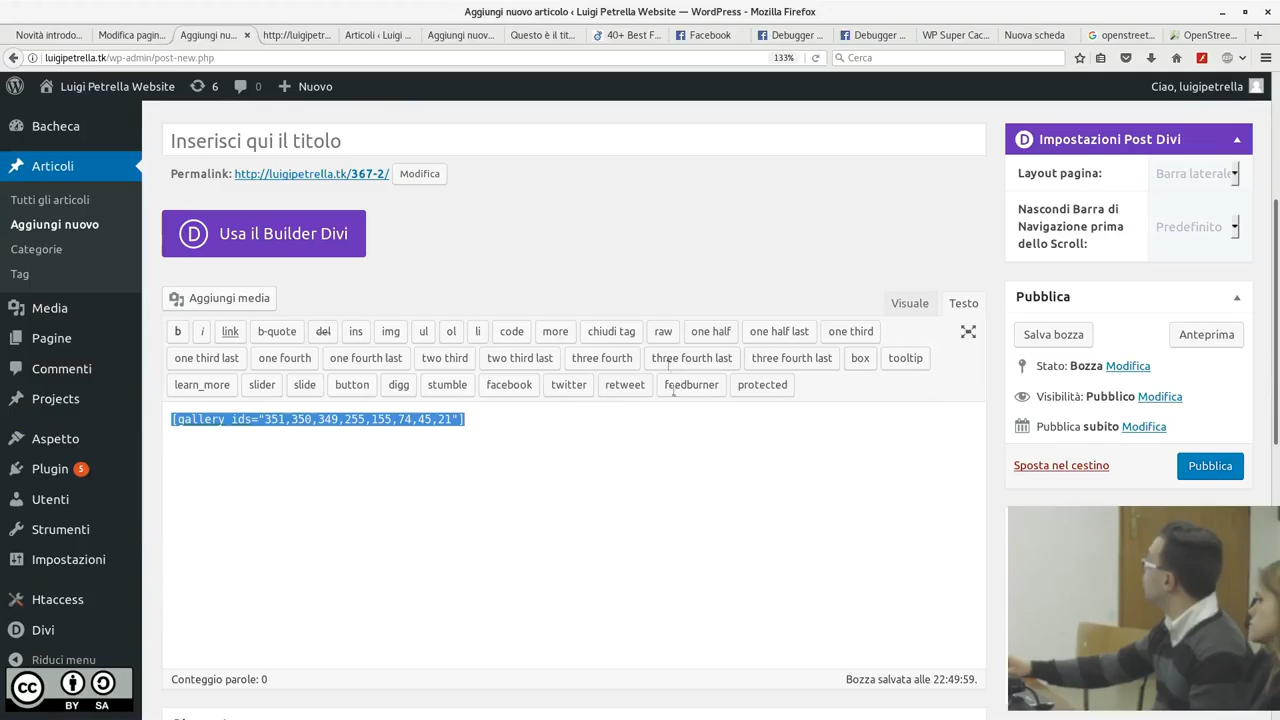 Aggiungi nuovo articolo ‹ Luigi Petrella Website — WordPress - Mozilla Firefox
Novità introdo... Modifica pagin... Aggiungi nu... × http://luigipetr... Articoli ‹ Luigi ... Aggiungi nuov... Questo è il tit... 40+ Best F... Facebook Debugger ... Debugger ... WP Super Cac... Nuova scheda openstreet... OpenStree...
luigipetrella.tk/wp-admin/post-new.php 133% Cerca
Luigi Petrella Website 6 0 + Nuovo Ciao, luigipetrella
Bacheca
Articoli
Tutti gli articoli
Aggiungi nuovo
Categorie
Tag
Media
Pagine
Commenti
Projects
Aspetto
Plugin 5
Utenti
Strumenti
Impostazioni
Htaccess
Divi
Riduci menu
Inserisci qui il titolo
Permalink: http://luigipetrella.tk/367-2/ Modifica
D Usa il Builder Divi
Aggiungi media Visuale Testo
b i link b-quote del ins img ul ol li code more chiudi tag raw one half one half last one third
one third last one fourth one fourth last two third two third last three fourth three fourth last three fourth last box tooltip
learn_more slider slide button digg stumble facebook twitter retweet feedburner protected
[gallery ids="351,350,349,255,155,74,45,21"]
Conteggio parole: 0 Bozza salvata alle 22:49:59.
D Impostazioni Post Divi
Layout pagina: Barra laterale
Nascondi Barra di
Navigazione prima Predefinito
dello Scroll:
Pubblica
Salva bozza Anteprima
Stato: Bozza Modifica
Visibilità: Pubblico Modifica
Pubblica subito Modifica
Sposta nel cestino Pubblica
cc
BY SA